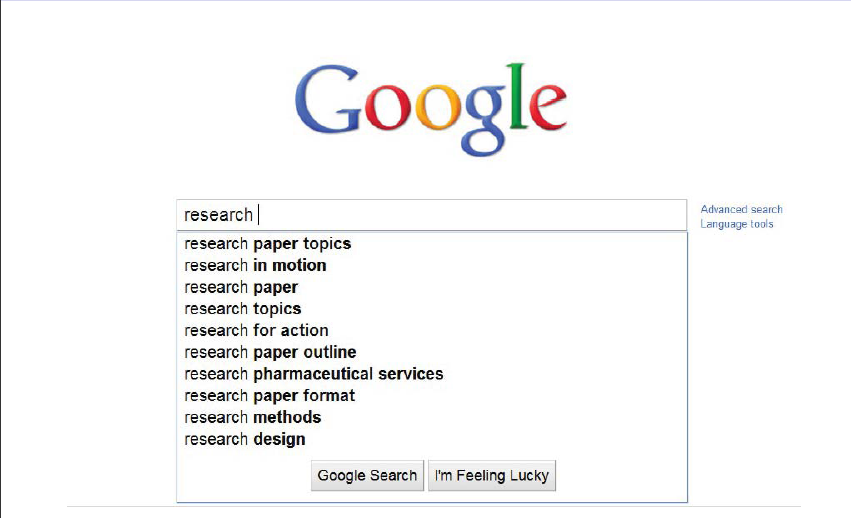 Google
research
Advanced search
Language tools
research paper topics
research in motion
research paper
research topics
research for action
research paper outline
research pharmaceutical services
research paper format
research methods
research design
Google Search
I'm Feeling Lucky